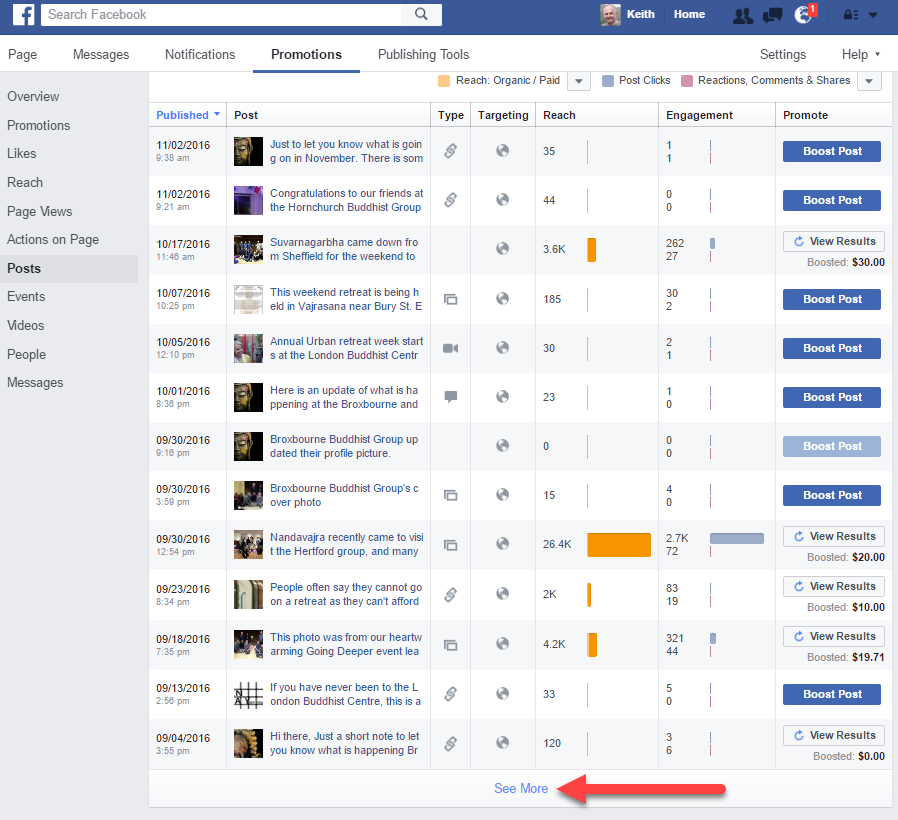 f Search Facebook Keith Home 1
Page Messages Notifications Promotions Publishing Tools Settings Help
Reach: Organic / Paid Post Clicks Reactions, Comments & Shares
Overview
Promotions
Likes
Reach
Page Views
Actions on Page
Posts
Events
Videos
People
Messages
Published Post Type Targeting Reach Engagement Promote
11/02/2016 9:38 am
Just to let you know what is goin
g on in November. There is som
35
1
1
Boost Post
11/02/2016 9:21 am
Congratulations to our friends at
the Hornchurch Buddhist Group
44
0
0
Boost Post
10/17/2016 11:46 am
Suvarnagarbha came down fro
m Sheffield for the weekend to
3.6K
262
27
View Results
Boosted: $30.00
10/07/2016 10:25 pm
This weekend retreat is being h
eld in Vajrasana near Bury St. E
185
30
2
Boost Post
10/05/2016 12:10 pm
Annual Urban retreat week start
s at the London Buddhist Centr
30
2
1
Boost Post
10/01/2016 8:36 pm
Here is an update of what is ha
ppening at the Broxbourne and
23
1
0
Boost Post
09/30/2016 9:16 pm
Broxbourne Buddhist Group up
dated their profile picture.
0
0
0
Boost Post
09/30/2016 3:59 pm
Broxbourne Buddhist Group's c
over photo
15
4
0
Boost Post
09/30/2016 12:54 pm
Nandavajra recently came to visi
t the Hertford group, and many
26.4K
2.7K
72
View Results
Boosted: $20.00
09/23/2016 8:34 pm
People often say they cannot go
on a retreat as they can't afford
2K
83
19
View Results
Boosted: $10.00
09/18/2016 7:35 pm
This photo was from our heartw
arming Going Deeper event lea
4.2K
321
44
View Results
Boosted: $19.71
09/13/2016 2:56 pm
If you have never been to the L
ondon Buddhist Centre, this is a
33
5
0
Boost Post
09/04/2016 3:55 pm
Hi there, Just a short note to let
you know what is happening Br
120
3
6
View Results
Boosted: $0.00
See More